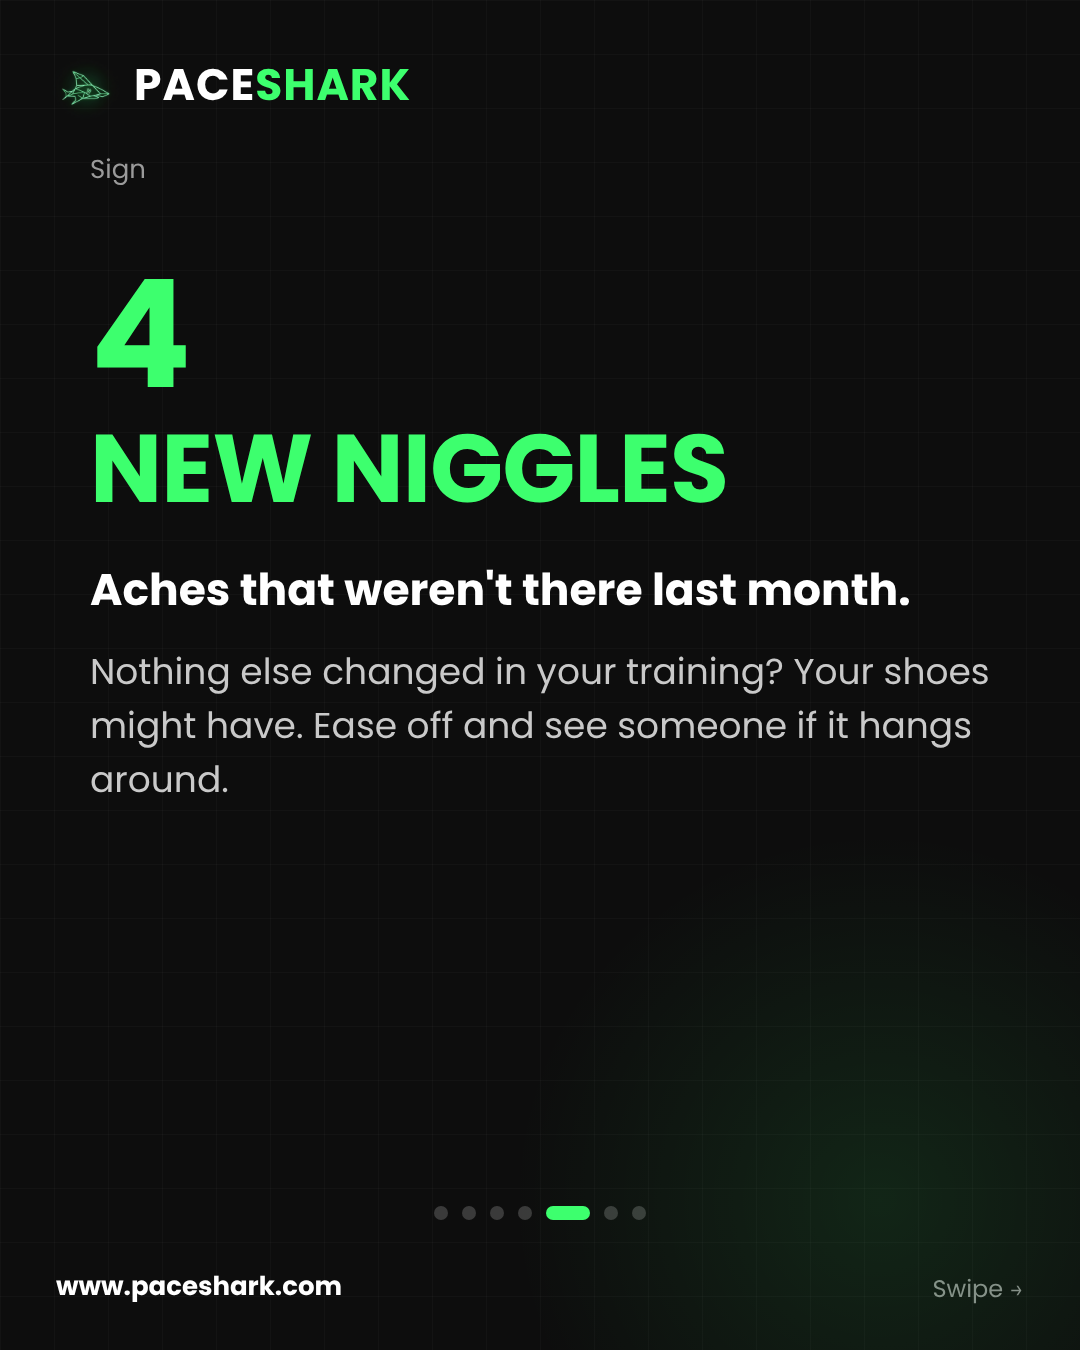 PACESHARK
Sign
4
NEW NIGGLES
Aches that weren't there last month.
Nothing else changed in your training? Your shoes
might have. Ease off and see someone if it hangs
around.
www.paceshark.com
Swipe →